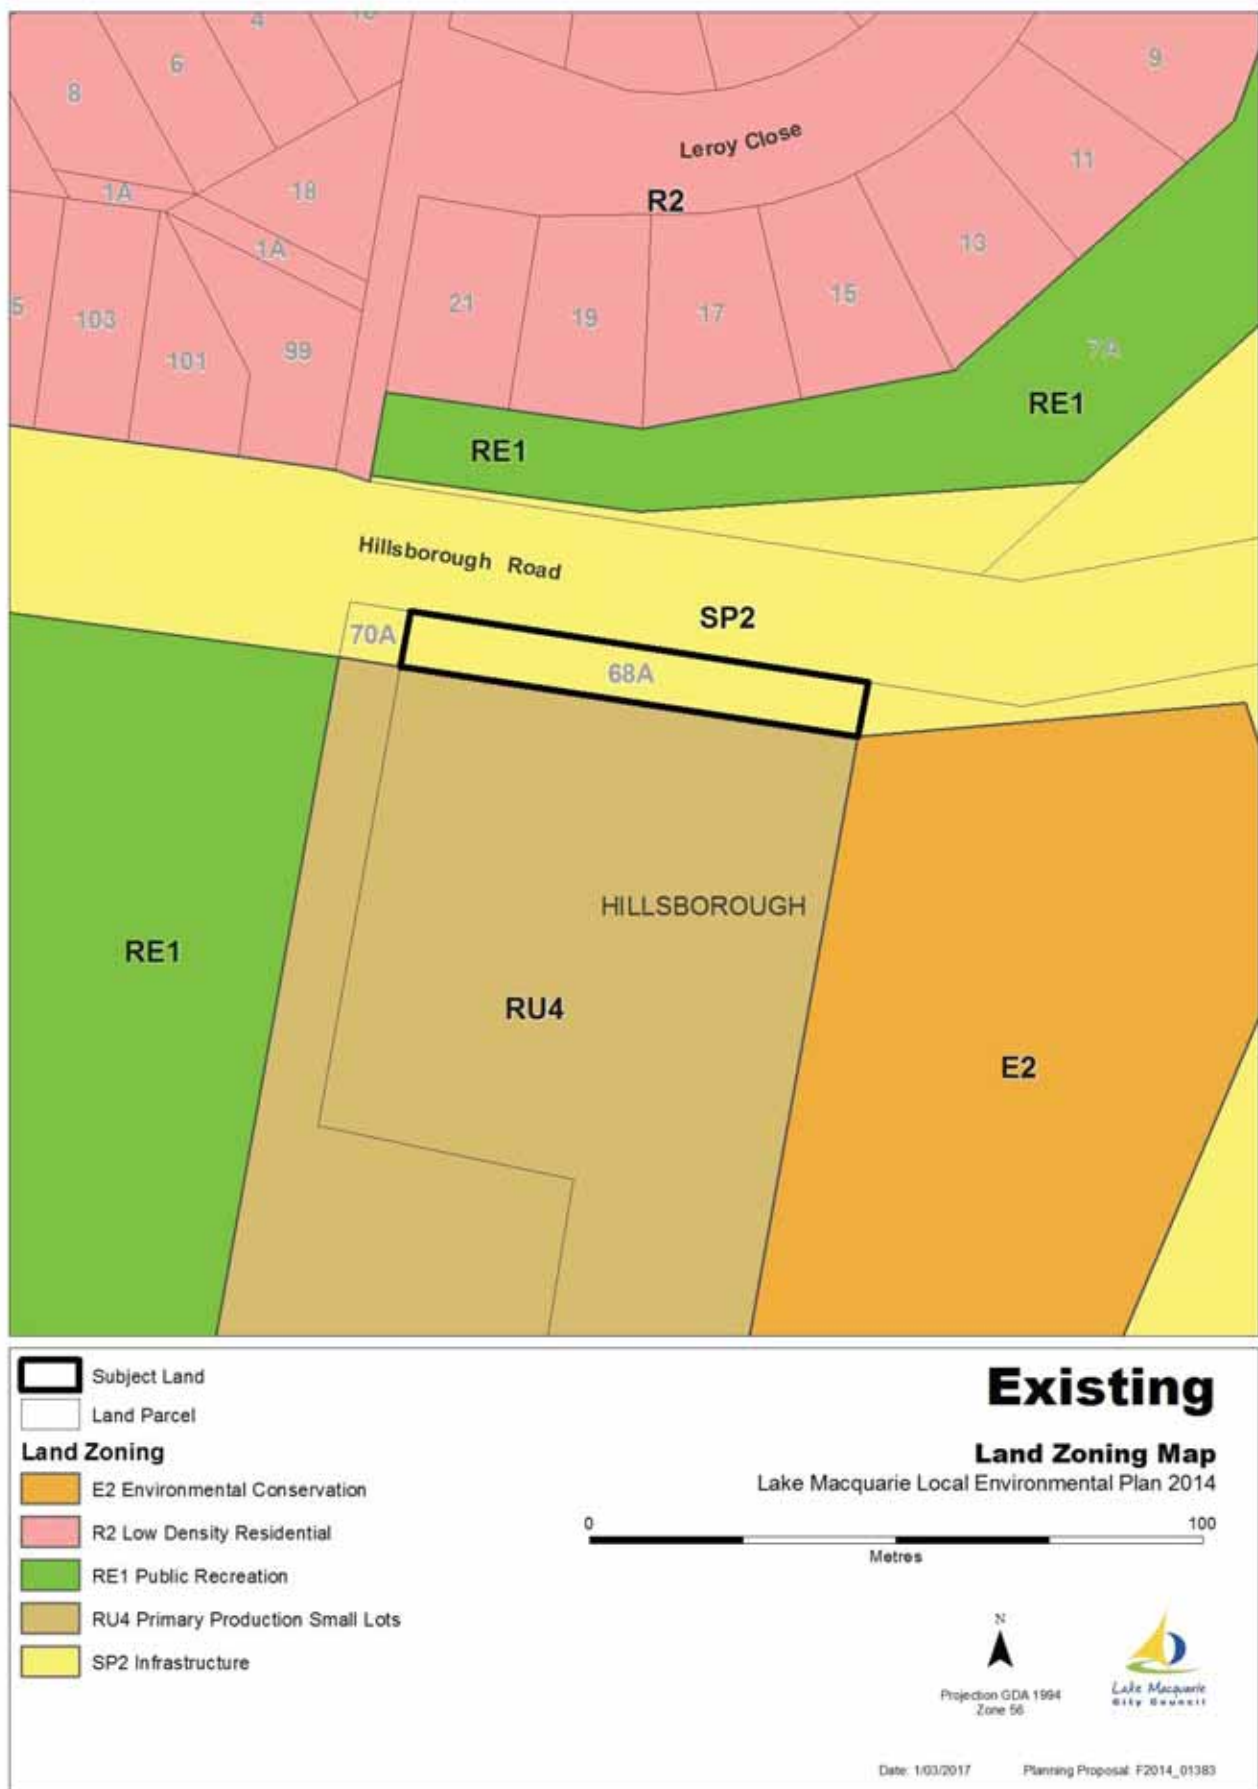 4
6
8
9
Leroy Close
11
1A
18
R2
1A
13
21
19
17
15
5
103
101
99
7A
RE1
RE1
Hillsborough Road
SP2
70A
68A
HILLSBOROUGH
RE1
RU4
E2
Subject Land
Land Parcel
Land Zoning
E2 Environmental Conservation
R2 Low Density Residential
RE1 Public Recreation
RU4 Primary Production Small Lots
SP2 Infrastructure
Existing
Land Zoning Map
Lake Macquarie Local Environmental Plan 2014
0 100
Metres
N
Projection GDA 1994
Zone 56
Lake Macquarie
City Council
Date: 1/03/2017 Planning Proposal: F2014_01383